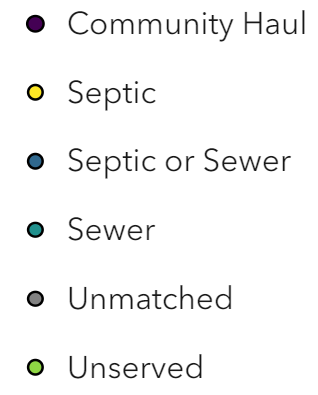 Community Haul
Septic
Septic or Sewer
Sewer
Unmatched
Unserved